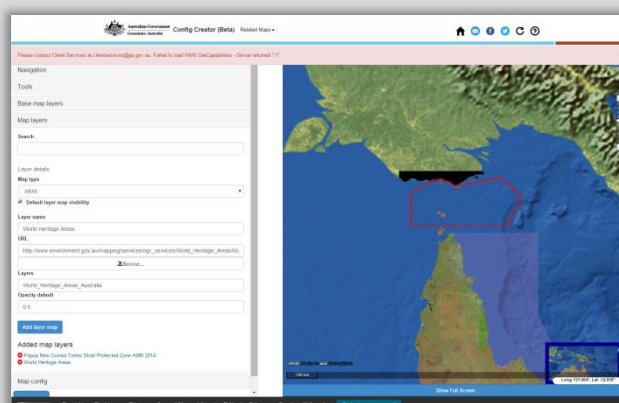 Australian Government
Geoscience Australia
Config Creator (Beta)
Related Maps
Please contact Client Services at clientservices@ga.gov.au. Failed to load WMS GetCapabilities - Server returned "-1"
Navigation
Tools
Base map layers
Map layers
Search
Layer details
Map type
WMS
Default layer map visibility
Layer name
World Heritage Areas
URL
http://www.environment.gov.au/mapping/services/ogc_services/World_Heritage_Areas/
Browse...
Layers
World_Heritage_Areas_Australia
Opacity default
0.5
Add layer map
Added map layers
Papua New Guinea Torres Strait Protected Zone AMB 2014
World Heritage Areas
Map config
100 km
Show Full Screen